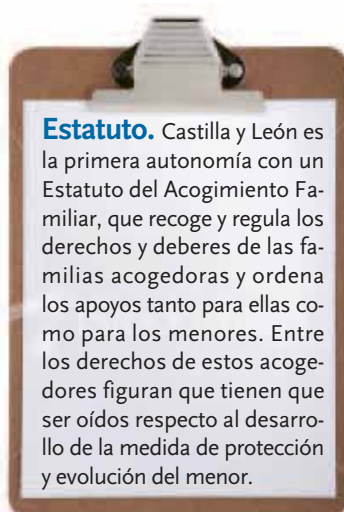 Estatuto. Castilla y León es
la primera autonomía con un
Estatuto del Acogimiento Fa-
miliar, que recoge y regula los
derechos y deberes de las fa-
milias acogedoras y ordena
los apoyos tanto para ellas co-
mo para los menores. Entre
los derechos de estos acoge-
dores figuran que tienen que
ser oídos respecto al desarro-
llo de la medida de protección
y evolución del menor.